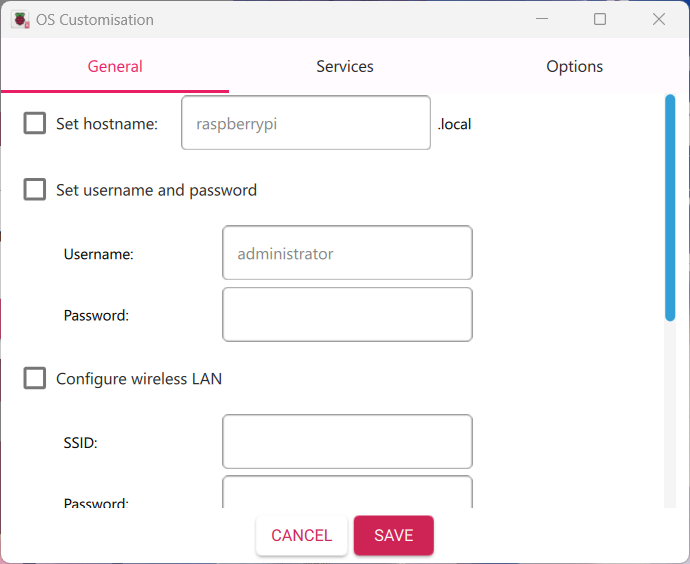 OS Customisation
General Services Options
Set hostname: raspberrypi .local
Set username and password
Username: administrator
Password:
Configure wireless LAN
SSID:
Password:
CANCEL SAVE